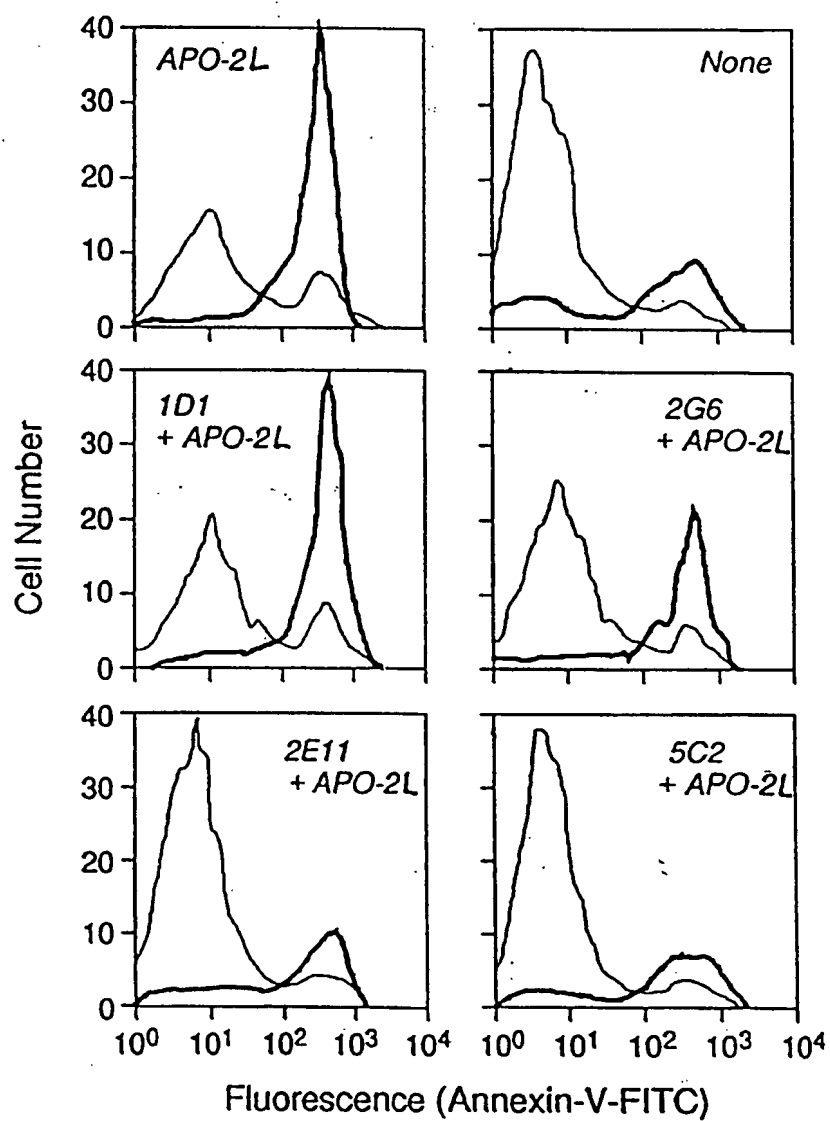 APO-2L
None
40
30
20
10
0
1D1
+ APO-2L
2G6
+ APO-2L
40
30
20
10
0
Cell Number
2E11
+ APO-2L
5C2
+ APO-2L
40
30
20
10
0
10⁰ 10¹ 10² 10³ 10⁴
10⁰ 10¹ 10² 10³ 10⁴
Fluorescence (Annexin-V-FITC)